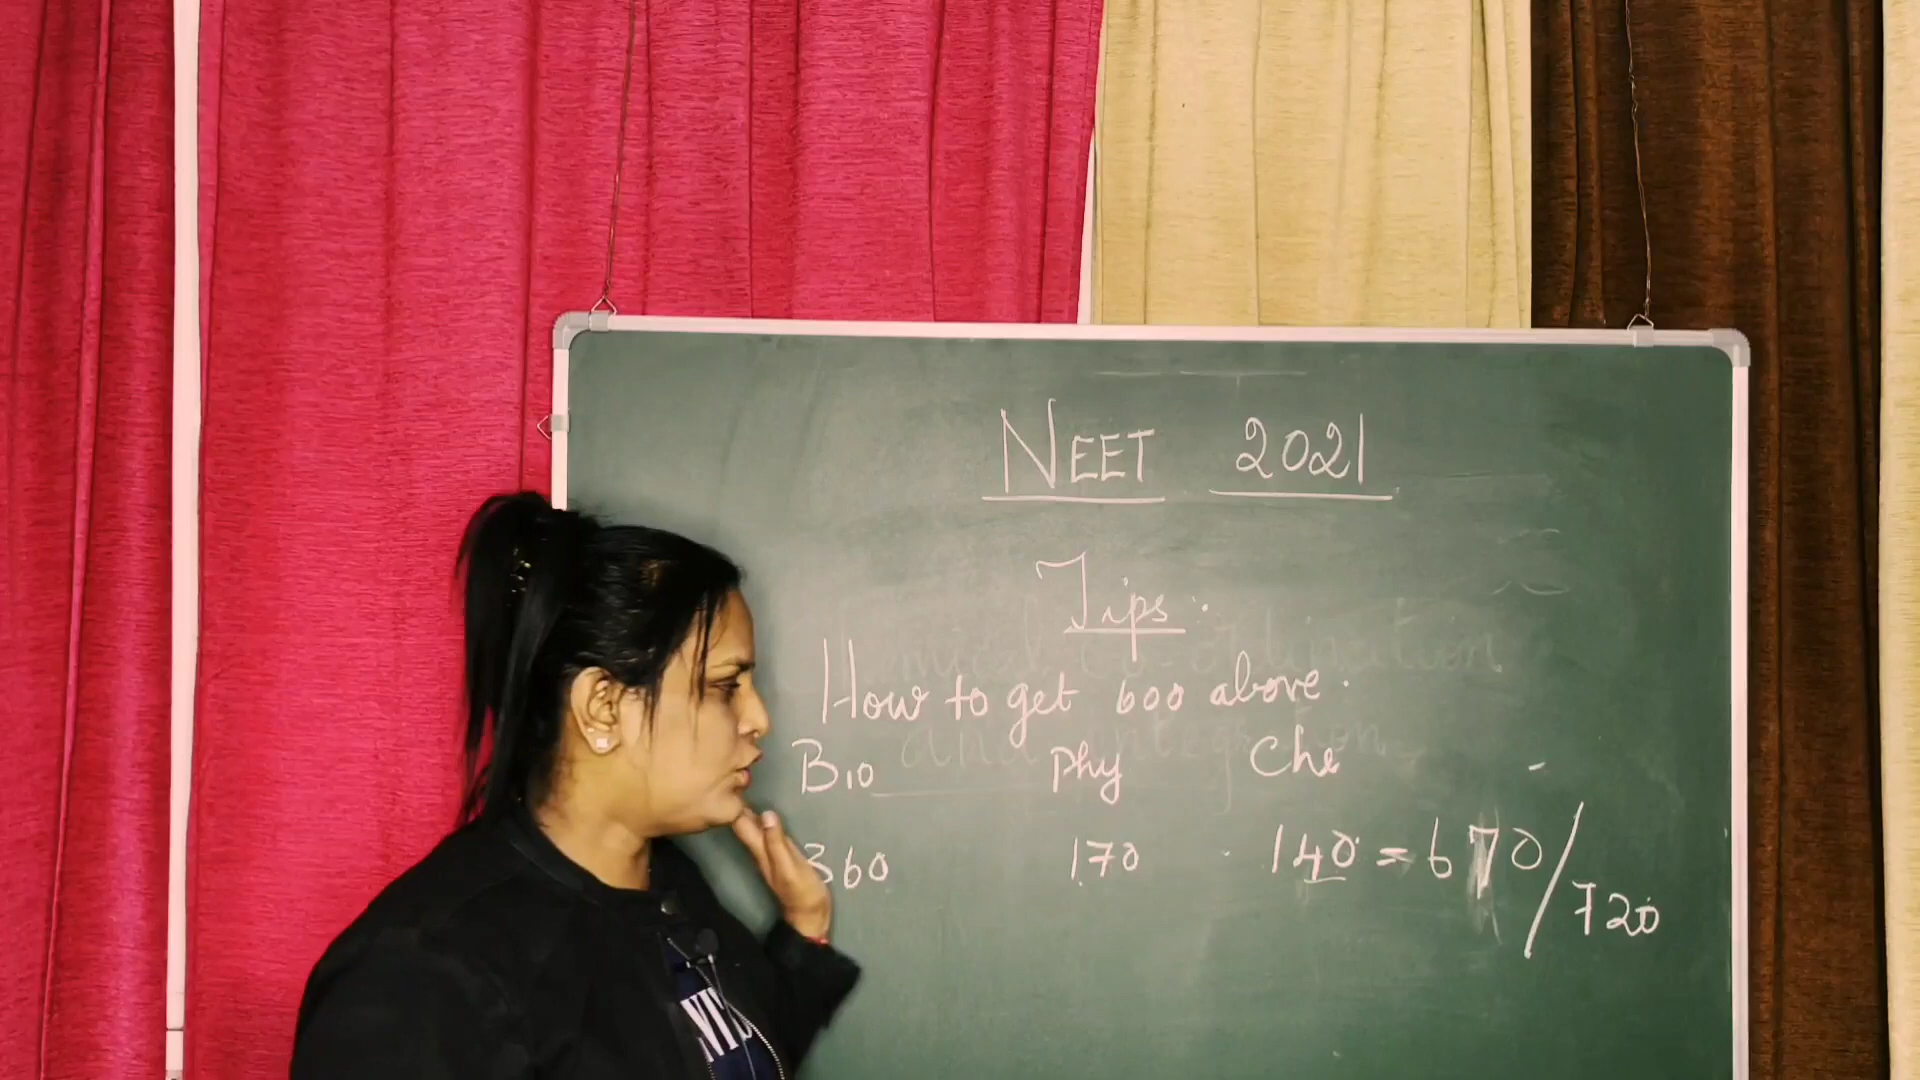 NEET 2021
Tips:
How to get 600 above.
Bio Phy Che
360 170 140 = 670/720